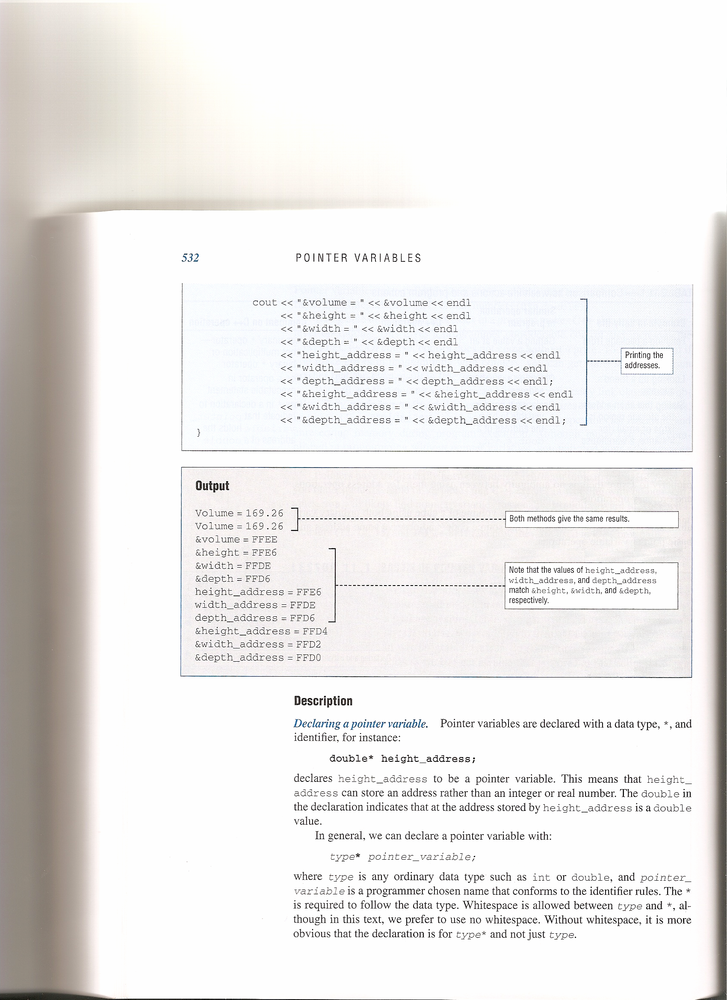 532 POINTER VARIABLES
cout << "&volume = " << &volume << endl
<< "&height = " << &height << endl
<< "&width = " << &width << endl
<< "&depth = " << &depth << endl
<< "height_address = " << height_address << endl
<< "width_address = " << width_address << endl
<< "depth_address = " << depth_address << endl;
<< "&height_address = " << &height_address << endl
<< "&width_address = " << &width_address << endl
<< "&depth_address = " << &depth_address << endl;
}
Printing the
addresses.
Output
Volume = 169.26
Volume = 169.26
&volume = FFEE
&height = FFE6
&width = FFDE
&depth = FFD6
height_address = FFE6
width_address = FFDE
depth_address = FFD6
&height_address = FFD4
&width_address = FFD2
&depth_address = FFD0
Both methods give the same results.
Note that the values of height_address,
width_address, and depth_address
match &height, &width, and &depth,
respectively.
Description
Declaring a pointer variable. Pointer variables are declared with a data type, *, and
identifier, for instance:
double* height_address;
declares height_address to be a pointer variable. This means that height_
address can store an address rather than an integer or real number. The double in
the declaration indicates that at the address stored by height_address is a double
value.
In general, we can declare a pointer variable with:
type* pointer_variable;
where type is any ordinary data type such as int or double, and pointer_
variable is a programmer chosen name that conforms to the identifier rules. The *
is required to follow the data type. Whitespace is allowed between type and *, al-
though in this text, we prefer to use no whitespace. Without whitespace, it is more
obvious that the declaration is for type* and not just type.